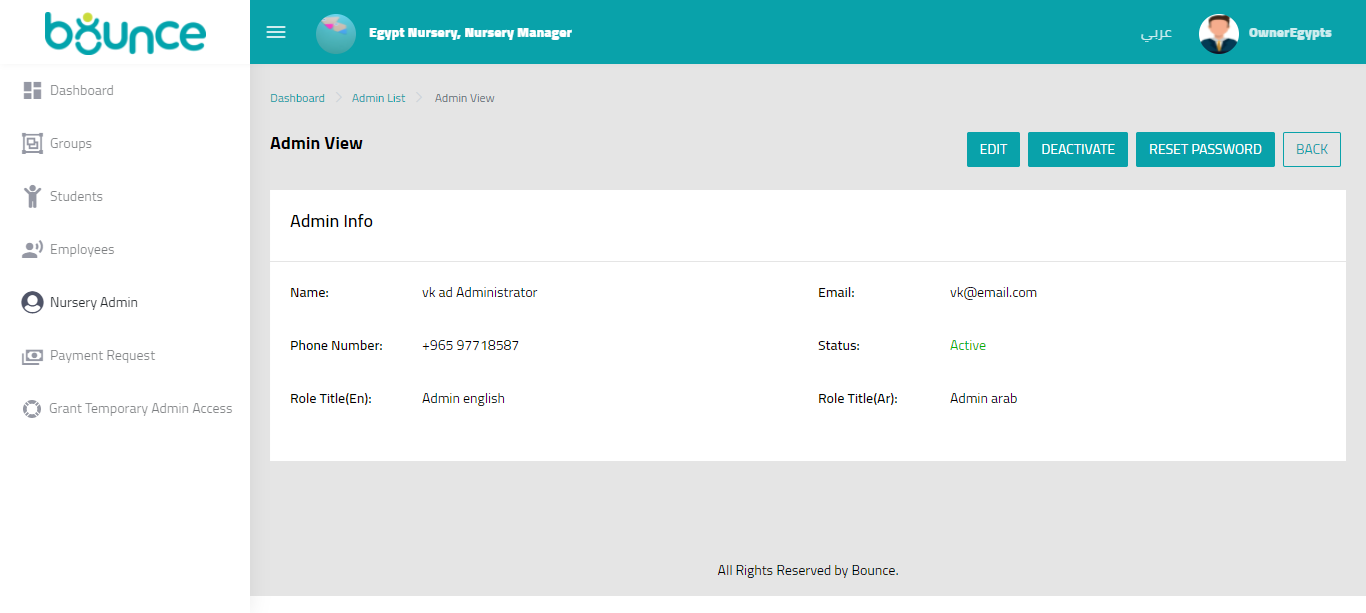 bounce
Egypt Nursery, Nursery Manager
عربي
OwnerEgypts
Dashboard
Groups
Students
Employees
Nursery Admin
Payment Request
Grant Temporary Admin Access
Dashboard > Admin List > Admin View
Admin View
EDIT
DEACTIVATE
RESET PASSWORD
BACK
Admin Info
Name: vk ad Administrator
Email: vk@email.com
Phone Number: +965 97718587
Status: Active
Role Title(En): Admin english
Role Title(Ar): Admin arab
All Rights Reserved by Bounce.